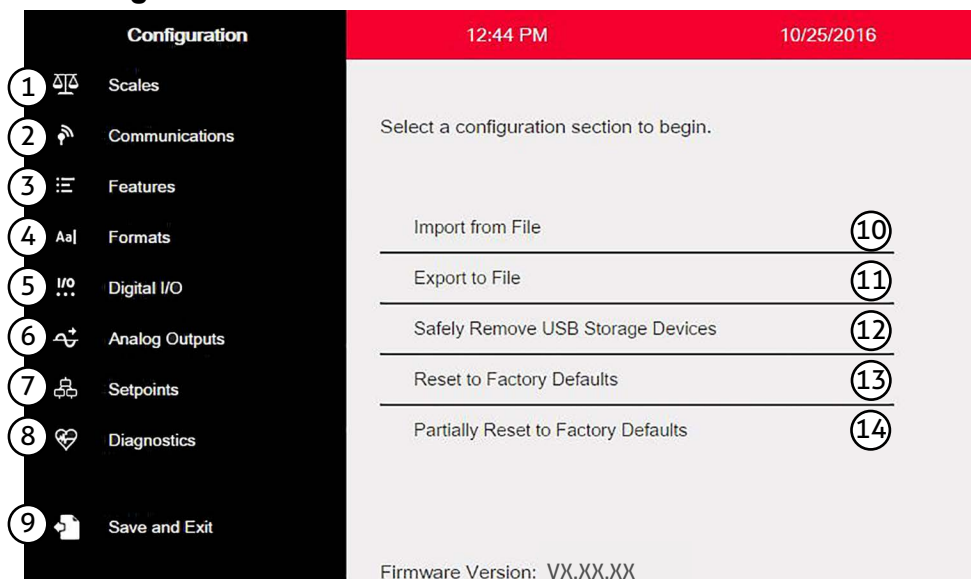 Configuration 12:44 PM 10/25/2016
1 Scales
2 Communications
3 Features
4 Aa| Formats
5 I/O Digital I/O
6 Analog Outputs
7 Setpoints
8 Diagnostics
9 Save and Exit
Select a configuration section to begin.
Import from File 10
Export to File 11
Safely Remove USB Storage Devices 12
Reset to Factory Defaults 13
Partially Reset to Factory Defaults 14
Firmware Version: VX.XX.XX